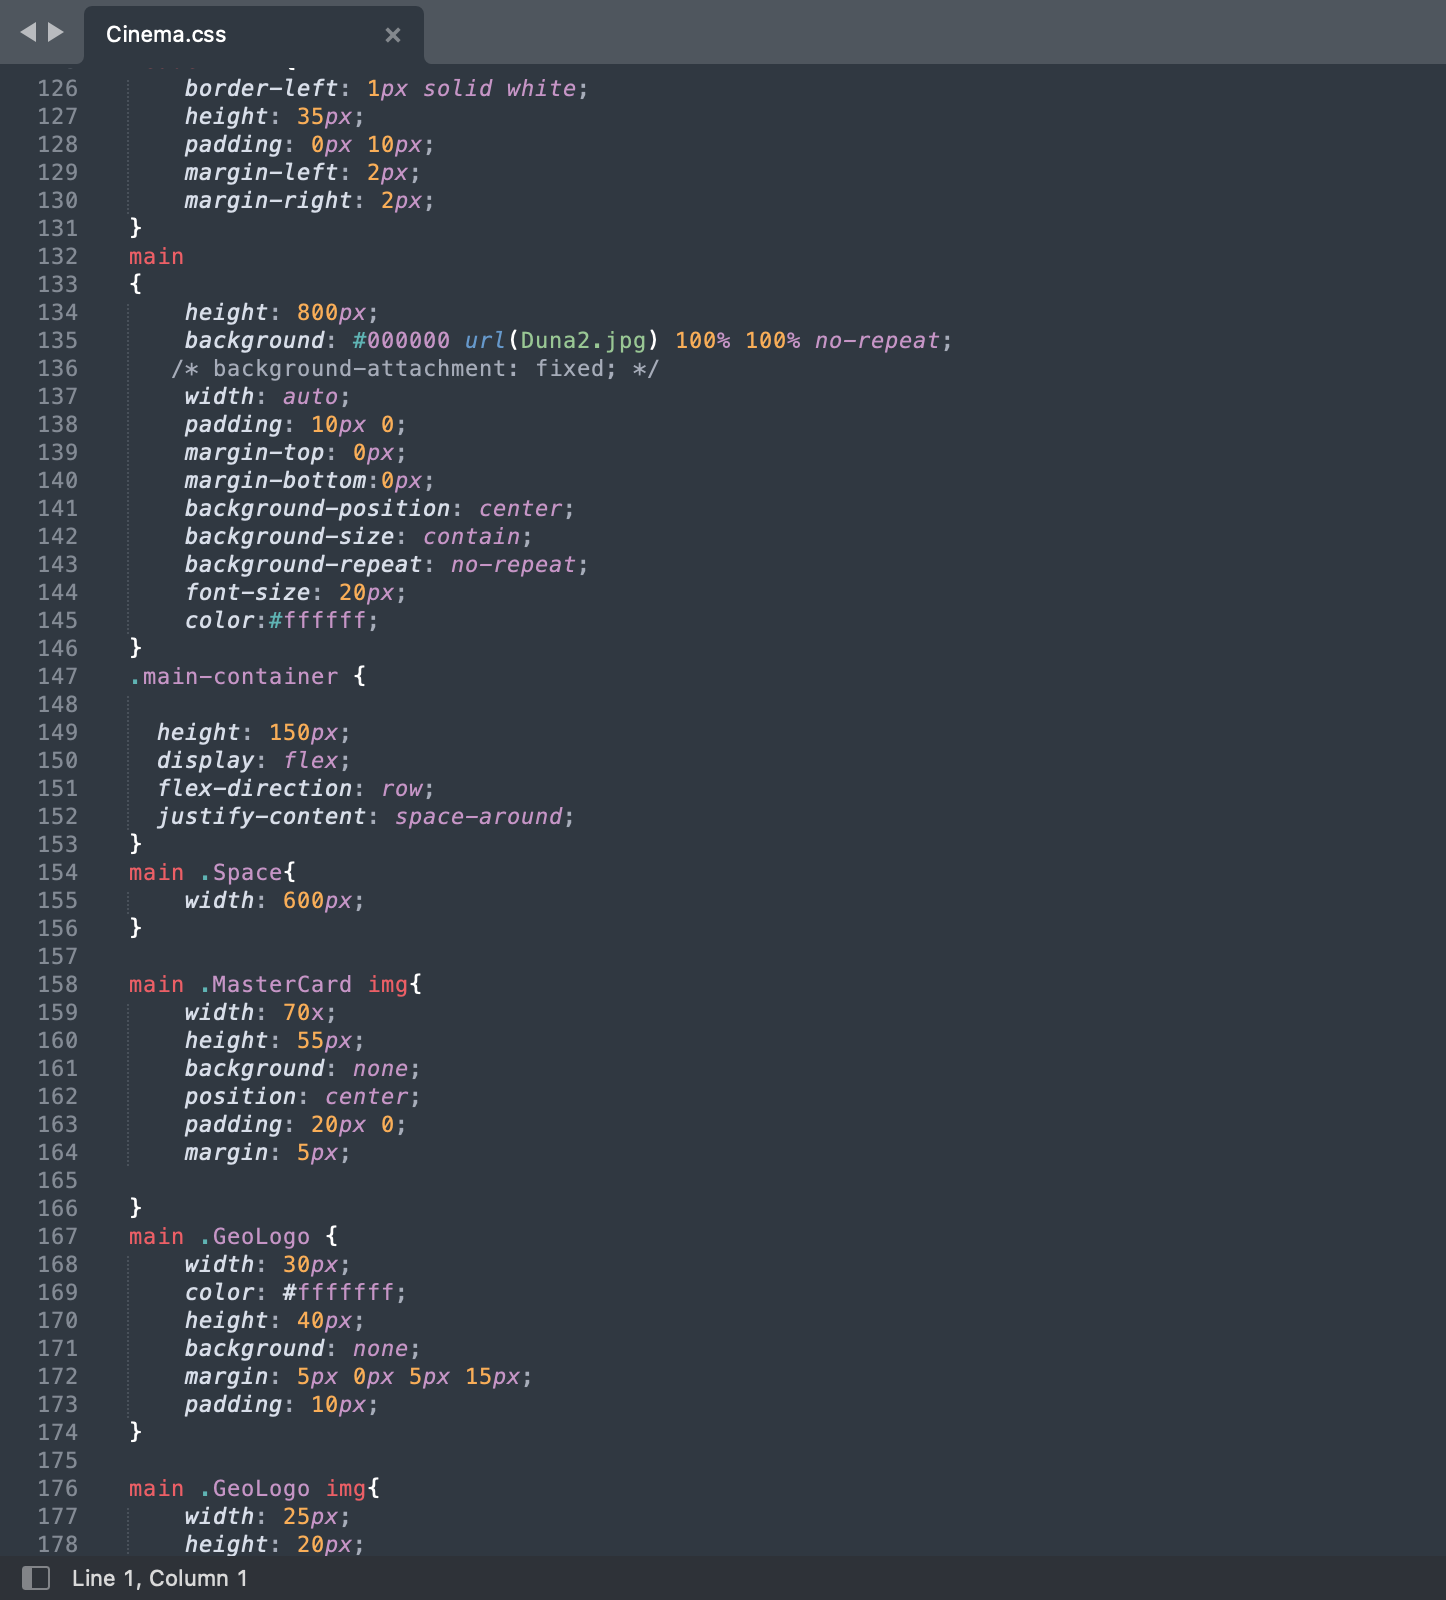 Cinema.css ×
126 border-left: 1px solid white;
127 height: 35px;
128 padding: 0px 10px;
129 margin-left: 2px;
130 margin-right: 2px;
131 }
132 main
133 {
134 height: 800px;
135 background: #000000 url(Duna2.jpg) 100% 100% no-repeat;
136 /* background-attachment: fixed; */
137 width: auto;
138 padding: 10px 0;
139 margin-top: 0px;
140 margin-bottom:0px;
141 background-position: center;
142 background-size: contain;
143 background-repeat: no-repeat;
144 font-size: 20px;
145 color:#ffffff;
146 }
147 .main-container {
148
149 height: 150px;
150 display: flex;
151 flex-direction: row;
152 justify-content: space-around;
153 }
154 main .Space{
155 width: 600px;
156 }
157
158 main .MasterCard img{
159 width: 70x;
160 height: 55px;
161 background: none;
162 position: center;
163 padding: 20px 0;
164 margin: 5px;
165
166 }
167 main .GeoLogo {
168 width: 30px;
169 color: #fffffff;
170 height: 40px;
171 background: none;
172 margin: 5px 0px 5px 15px;
173 padding: 10px;
174 }
175
176 main .GeoLogo img{
177 width: 25px;
178 height: 20px;
Line 1, Column 1